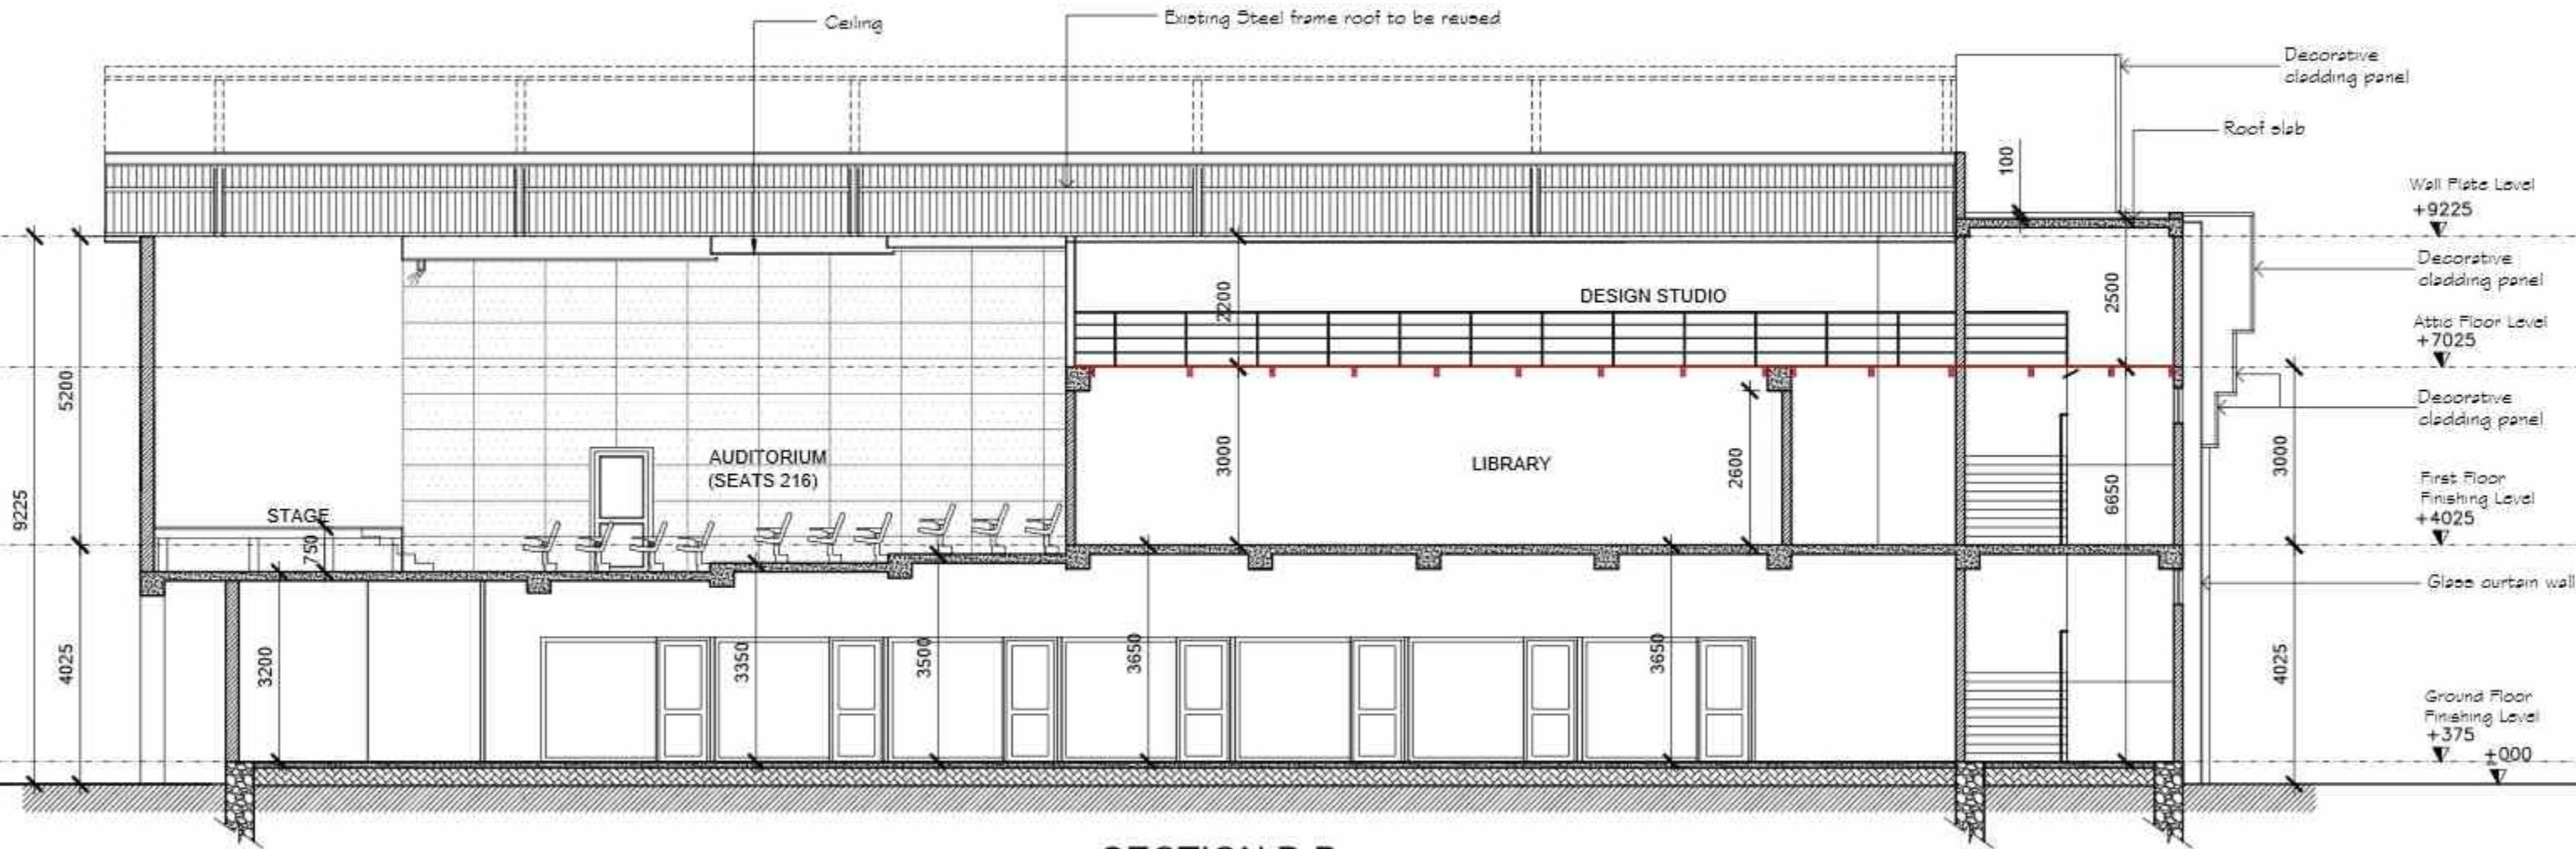 Ceiling
Existing Steel frame roof to be reused
Decorative
cladding panel
Roof slab
100
Wall Plate Level
+9225
Decorative
cladding panel
2200
DESIGN STUDIO
2500
Attic Floor Level
+7025
5200
Decorative
cladding panel
AUDITORIUM
(SEATS 216)
3000
LIBRARY
2600
3000
9225
STAGE
750
6650
First Floor
Finishing Level
+4025
Glass curtain wall
4025
3200
3350
3500
3650
3650
4025
Ground Floor
Finishing Level
+375
+000